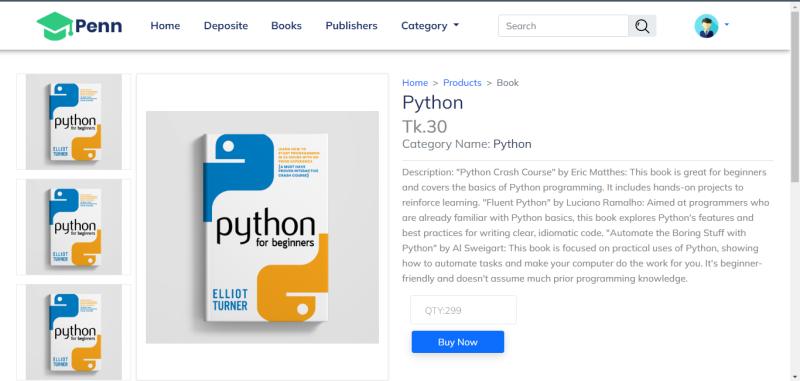 Penn
Home
Deposite
Books
Publishers
Category
Search
Home > Products > Book
Python
Tk.30
Category Name: Python
Description: "Python Crash Course" by Eric Matthes: This book is great for beginners
and covers the basics of Python programming. It includes hands-on projects to
reinforce learning. "Fluent Python" by Luciano Ramalho: Aimed at programmers who
are already familiar with Python basics, this book explores Python's features and
best practices for writing clear, idiomatic code, "Automate the Boring Stuff with
Python" by Al Sweigart: This book is focused on practical uses of Python, showing
how to automate tasks and make your computer do the work for you. It's beginner-
friendly and doesn't assume much prior programming knowledge.
QTY:299
Buy Now
python
for beginners
ELLIOT
TURNER
python
for beginners
ELLIOT
TURNER
python
for beginners
ELLIOT
TURNER
LEARN HOW TO
START PROGRAMMING
IN 24 HOURS WITH NO
PRIOR EXPERIENCE
(A MUST HAVE
PROVEN INTERACTIVE
CRASH COURSE)
python
for beginners
ELLIOT
TURNER